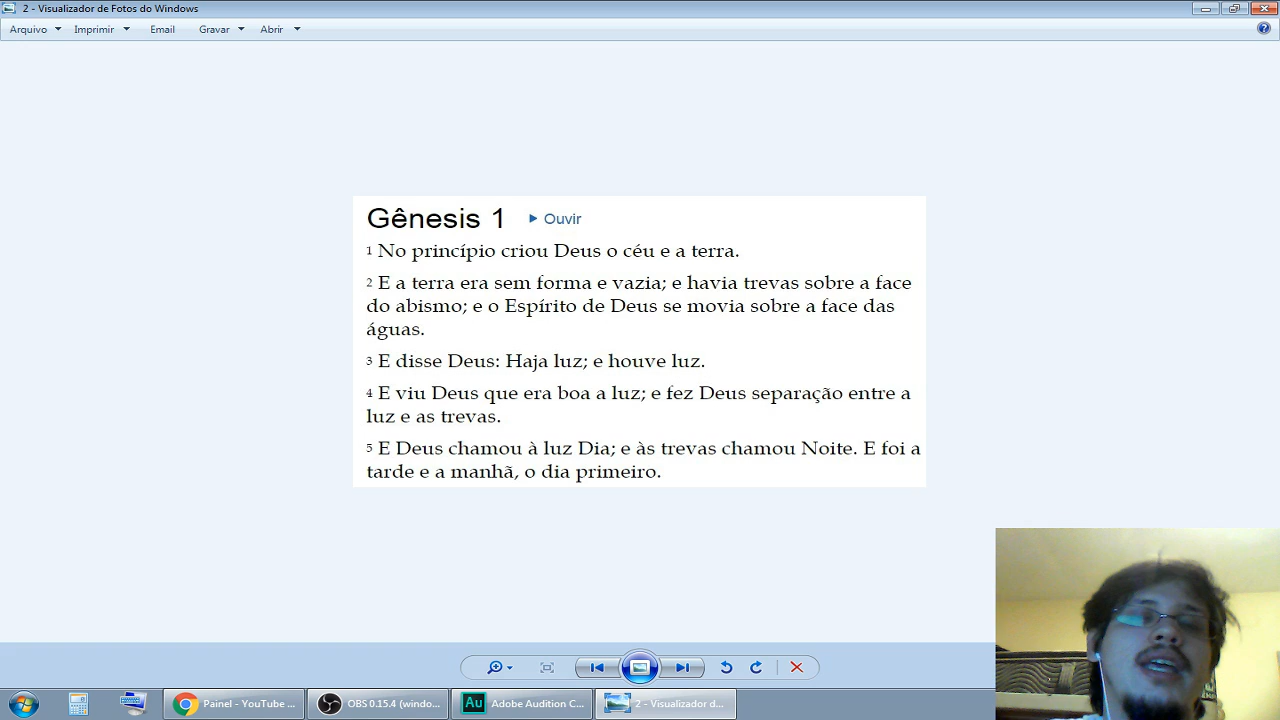 2 - Visualizador de Fotos do Windows
Arquivo Imprimir Email Gravar Abrir
Gênesis 1 Ouvir
1 No princípio criou Deus o céu e a terra.
2 E a terra era sem forma e vazia; e havia trevas sobre a face
do abismo; e o Espírito de Deus se movia sobre a face das
águas.
3 E disse Deus: Haja luz; e houve luz.
4 E viu Deus que era boa a luz; e fez Deus separação entre a
luz e as trevas.
5 E Deus chamou à luz Dia; e às trevas chamou Noite. E foi a
tarde e a manhã, o dia primeiro.
Painel - YouTube ... OBS 0.15.4 (windo... Au Adobe Audition C... 2 - Visualizador d...